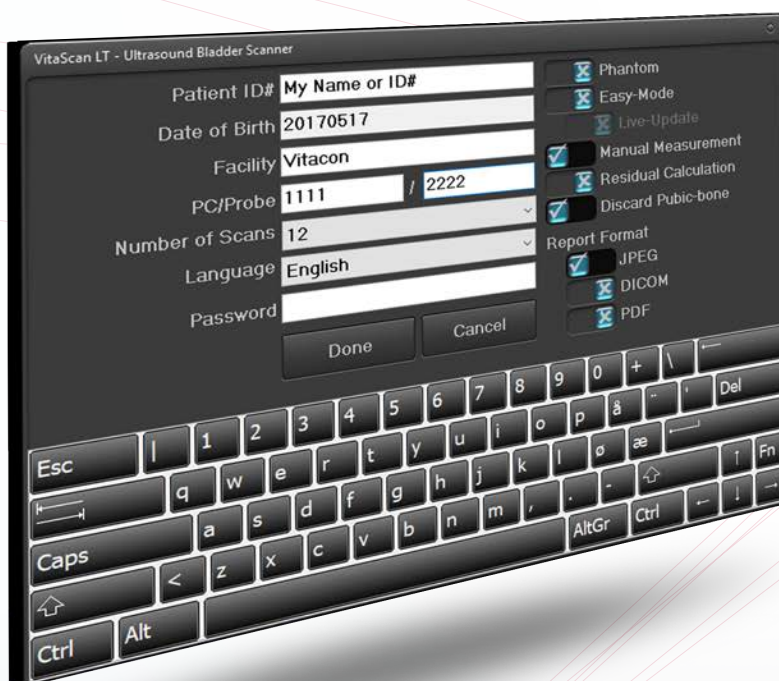 VitaScan LT - Ultrasound Bladder Scanner
Patient ID# My Name or ID#
Date of Birth 20170517
Facility Vitacon
PC/Probe 1111 / 2222
Number of Scans 12
Language English
Password
Done Cancel
Phantom
Easy-Mode
Live-Update
Manual Measurement
Residual Calculation
Discard Pubic-bone
Report Format
JPEG
DICOM
PDF
| 1 2 3 4 5 6 7 8 9 0 + \ ←
Esc q w e r t y u i o p å ¨ ' Del
Caps a s d f g h j k l ø æ
< z x c v b n m , . - ↑ Fn
Ctrl Alt AltGr Ctrl ← ↓ →